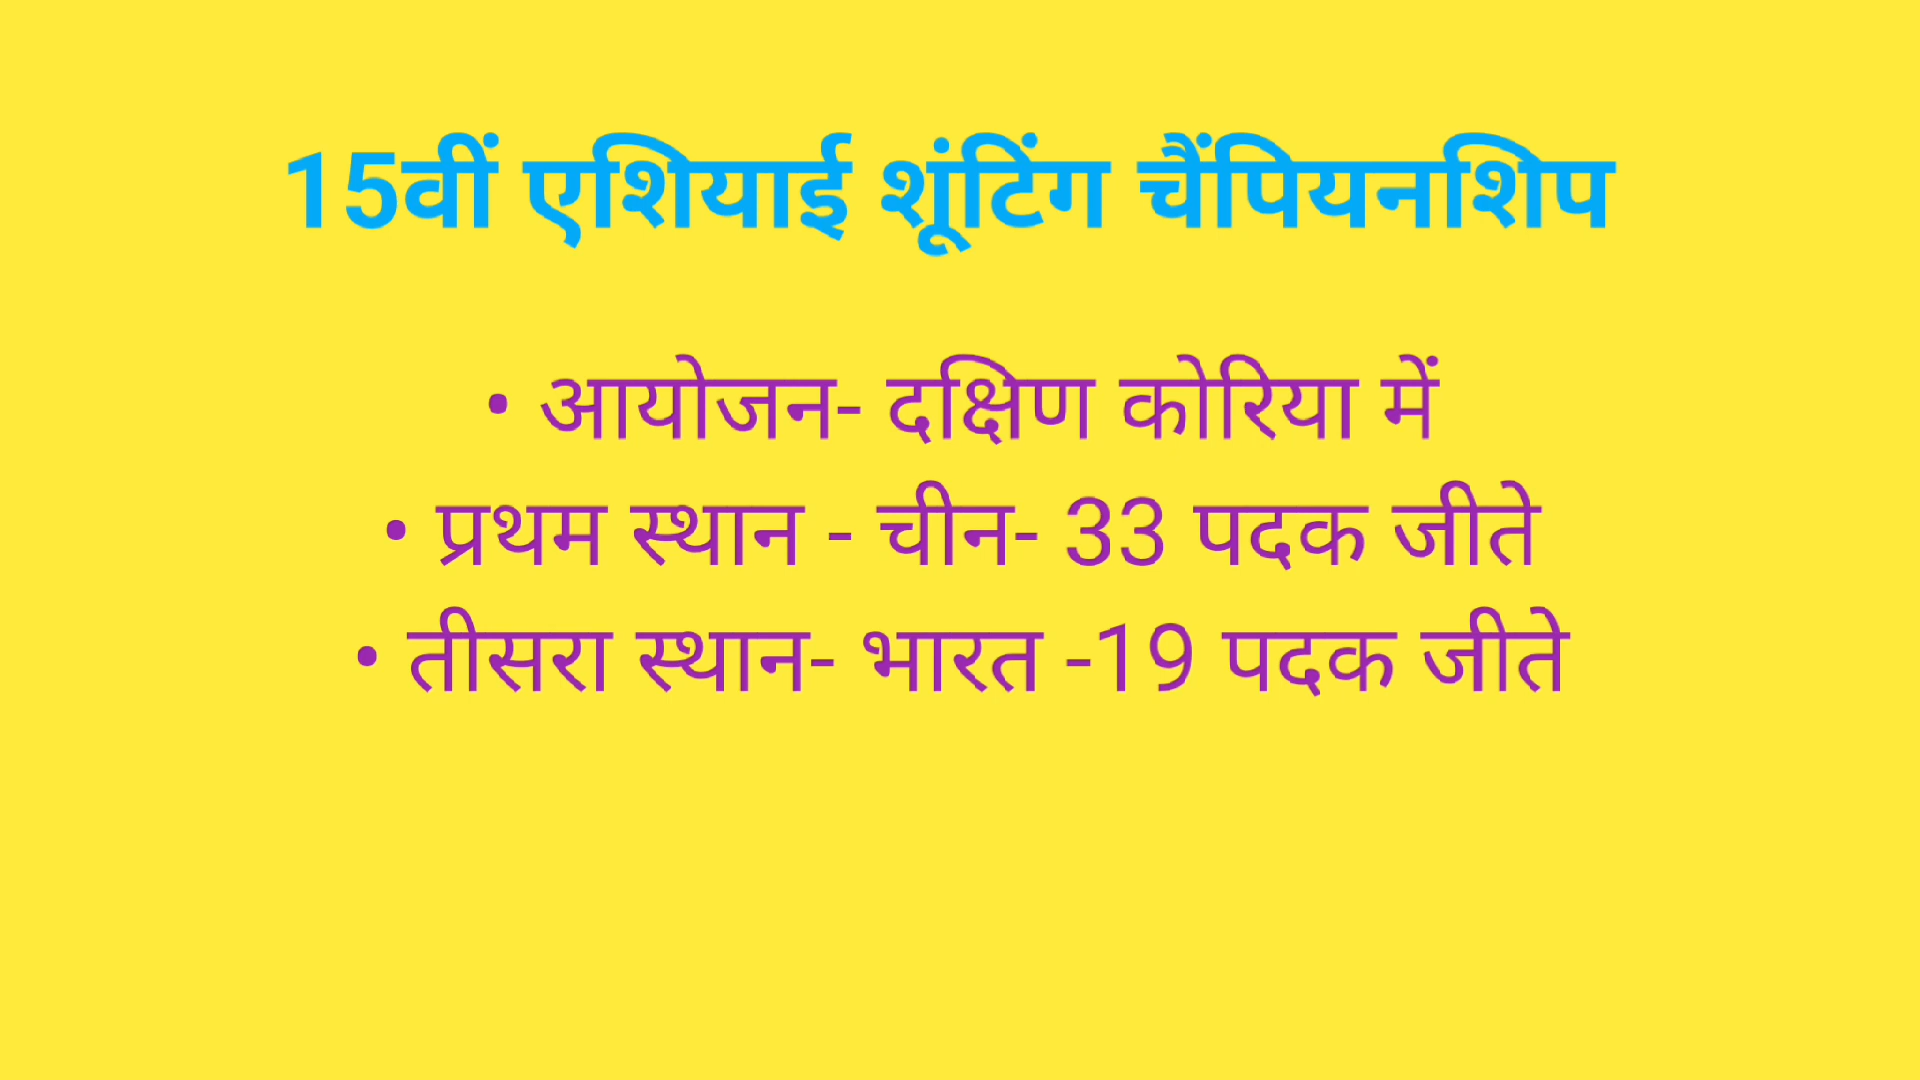 15वीं एशियाई शूंटिंग चैंपियनशिप
• आयोजन- दक्षिण कोरिया में
• प्रथम स्थान - चीन- 33 पदक जीते
• तीसरा स्थान- भारत -19 पदक जीते